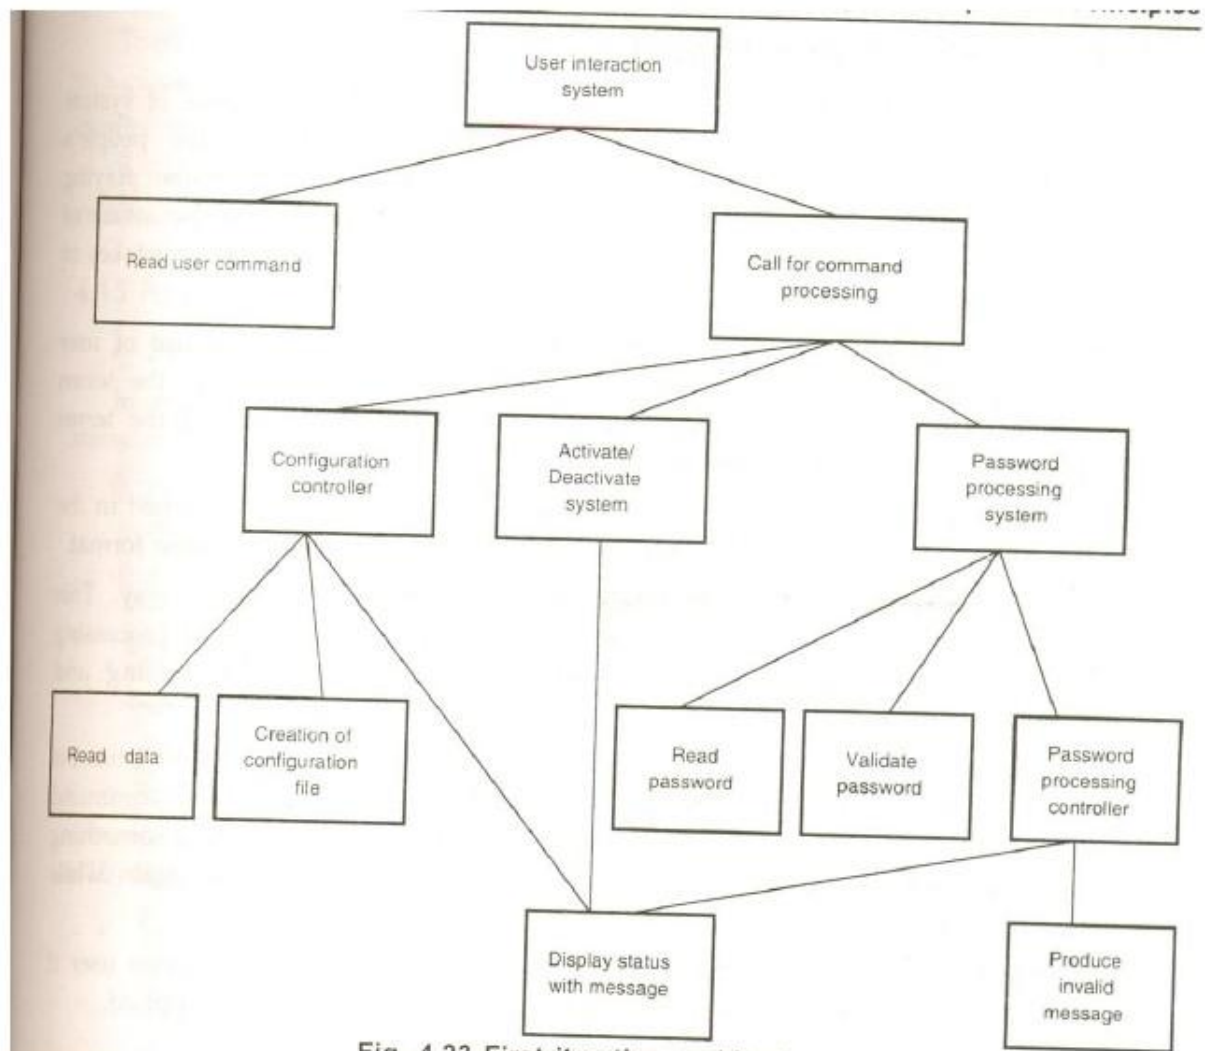 User interaction
system
Read user command
Call for command
processing
Configuration
controller
Activate/
Deactivate
system
Password
processing
system
Read data
Creation of
configuration
file
Read
password
Validate
password
Password
processing
controller
Display status
with message
Produce
invalid
message